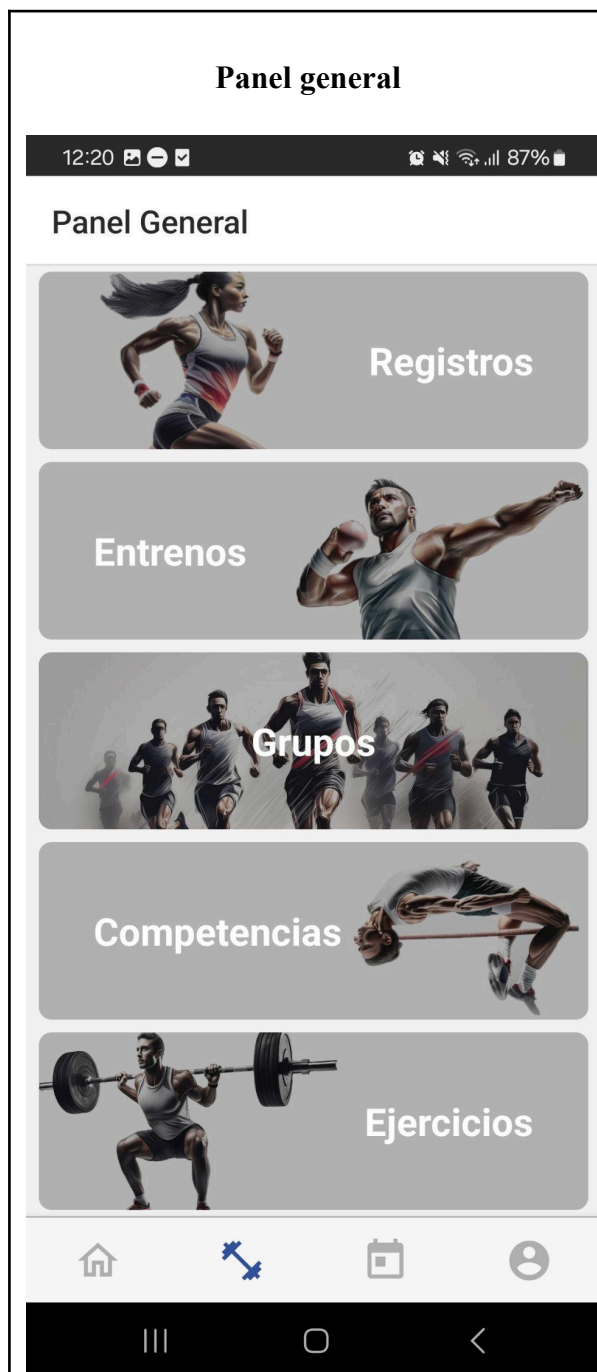 Panel general
12:20 87%
Panel General
Registros
Entrenos
Grupos
Competencias
Ejercicios